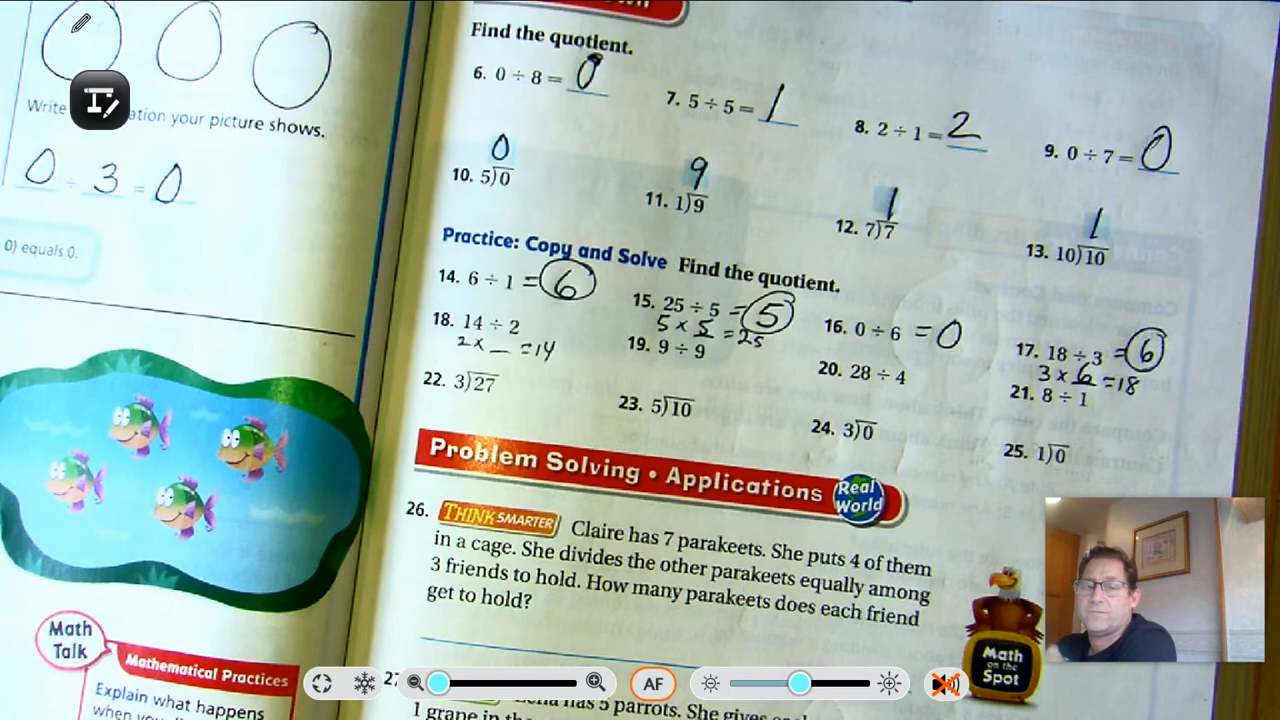 Find the quotient.
6. 0 ÷ 8 = 0
7. 5 ÷ 5 = 1
8. 2 ÷ 1 = 2
9. 0 ÷ 7 = 0
0
10. 5)0
9
11. 1)9
1
12. 7)7
1
13. 10)10
Practice: Copy and Solve Find the quotient.
14. 6 ÷ 1 = 6
15. 25 ÷ 5 = 5
5 × 5 = 25
16. 0 ÷ 6 = 0
17. 18 ÷ 3 = 6
3 × 6 = 18
18. 14 ÷ 2
2 × _ = 14
19. 9 ÷ 9
20. 28 ÷ 4
21. 8 ÷ 1
22. 3)27
23. 5)10
24. 3)0
25. 1)0
Problem Solving • Applications
Real
World
26. THINK SMARTER Claire has 7 parakeets. She puts 4 of them
in a cage. She divides the other parakeets equally among
3 friends to hold. How many parakeets does each friend
get to hold?
Math
on the
Spot
has 5 parrots. She gives
1 grape in the
Write
your picture shows.
0 ÷ 3 = 0
0) equals 0.
Math
Talk
Mathematical Practices
Explain what happens
when
AF